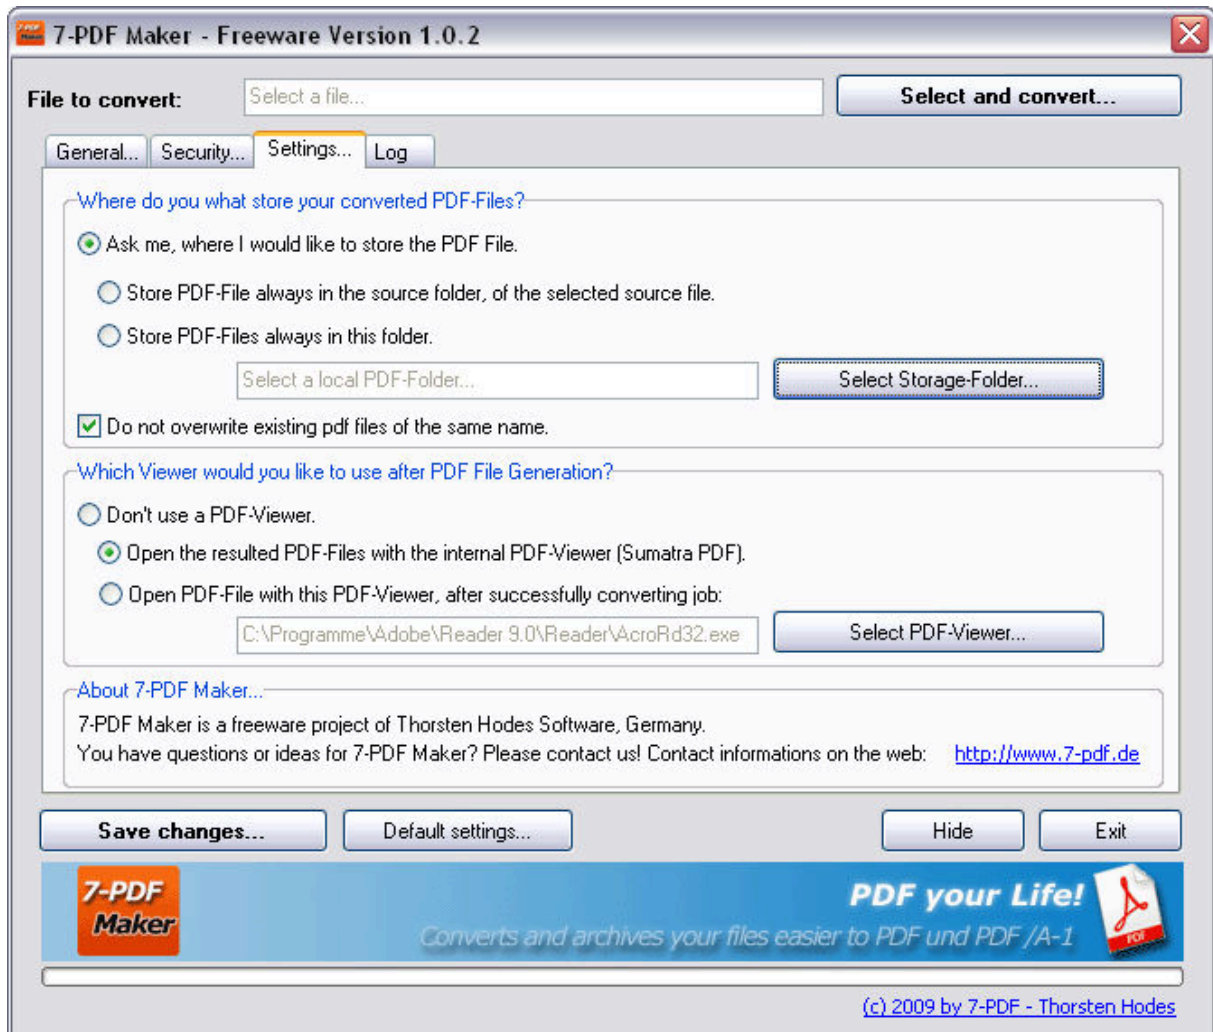 7-PDF Maker - Freeware Version 1.0.2
File to convert: Select a file... Select and convert...
General... Security... Settings... Log
Where do you what store your converted PDF-Files?
Ask me, where I would like to store the PDF File.
Store PDF-File always in the source folder, of the selected source file.
Store PDF-Files always in this folder.
Select a local PDF-Folder... Select Storage-Folder...
Do not overwrite existing pdf files of the same name.
Which Viewer would you like to use after PDF File Generation?
Don't use a PDF-Viewer.
Open the resulted PDF-Files with the internal PDF-Viewer (Sumatra PDF).
Open PDF-File with this PDF-Viewer, after successfully converting job:
C:\Programme\Adobe\Reader 9.0\Reader\AcroRd32.exe Select PDF-Viewer...
About 7-PDF Maker...
7-PDF Maker is a freeware project of Thorsten Hodes Software, Germany.
You have questions or ideas for 7-PDF Maker? Please contact us! Contact informations on the web: http://www.7-pdf.de
Save changes... Default settings... Hide Exit
7-PDF
Maker
PDF your Life!
Converts and archives your files easier to PDF und PDF/A-1
PDF
(c) 2009 by 7-PDF - Thorsten Hodes